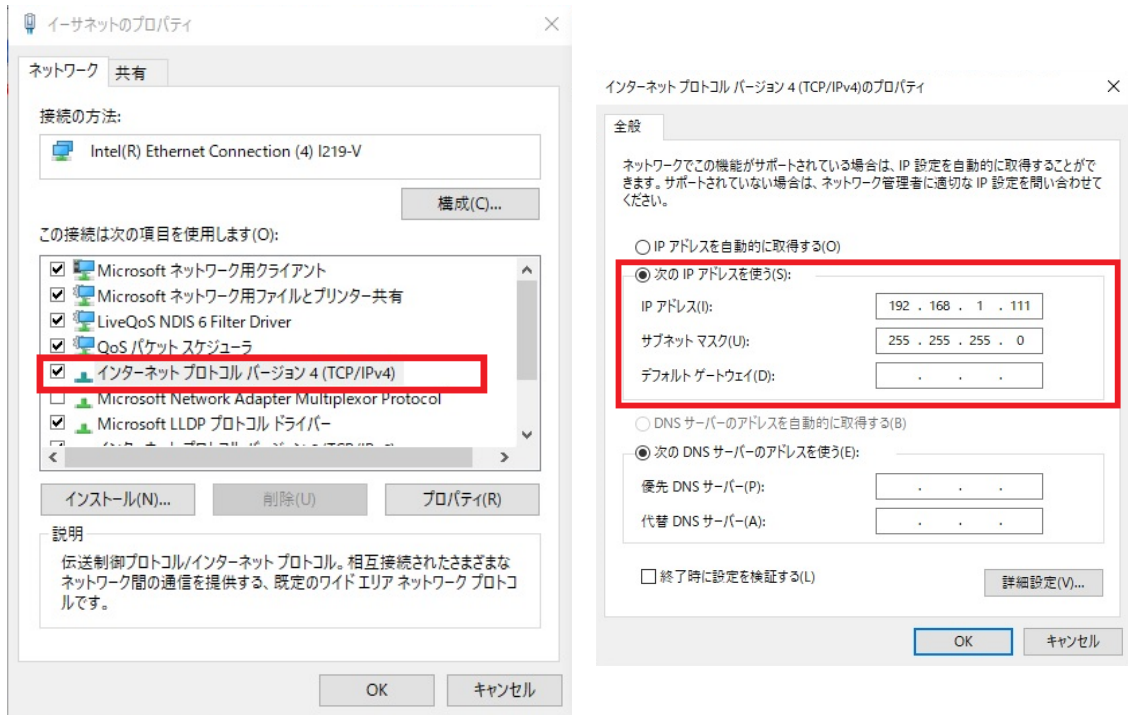 イーサネットのプロパティ
ネットワーク 共有
接続の方法:
Intel(R) Ethernet Connection (4) I219-V
構成(C)...
この接続は次の項目を使用します(O):
Microsoft ネットワーク用クライアント
Microsoft ネットワーク用ファイルとプリンター共有
LiveQoS NDIS 6 Filter Driver
QoS パケット スケジューラ
インターネット プロトコル バージョン 4 (TCP/IPv4)
Microsoft Network Adapter Multiplexor Protocol
Microsoft LLDP プロトコル ドライバー
インストール(N)... 削除(U) プロパティ(R)
説明
伝送制御プロトコル/インターネット プロトコル。相互接続されたさまざまな
ネットワーク間の通信を提供する、既定のワイド エリア ネットワーク プロトコ
ルです。
OK キャンセル
インターネット プロトコル バージョン 4 (TCP/IPv4)のプロパティ
全般
ネットワークでこの機能がサポートされている場合は、IP 設定を自動的に取得することがで
きます。サポートされていない場合は、ネットワーク管理者に適切な IP 設定を問い合わせて
ください。
IP アドレスを自動的に取得する(O)
次の IP アドレスを使う(S):
IP アドレス(I): 192 . 168 . 1 . 111
サブネット マスク(U): 255 . 255 . 255 . 0
デフォルト ゲートウェイ(D): . . .
DNS サーバーのアドレスを自動的に取得する(B)
次の DNS サーバーのアドレスを使う(E):
優先 DNS サーバー(P): . . .
代替 DNS サーバー(A): . . .
終了時に設定を検証する(L) 詳細設定(V)...
OK キャンセル